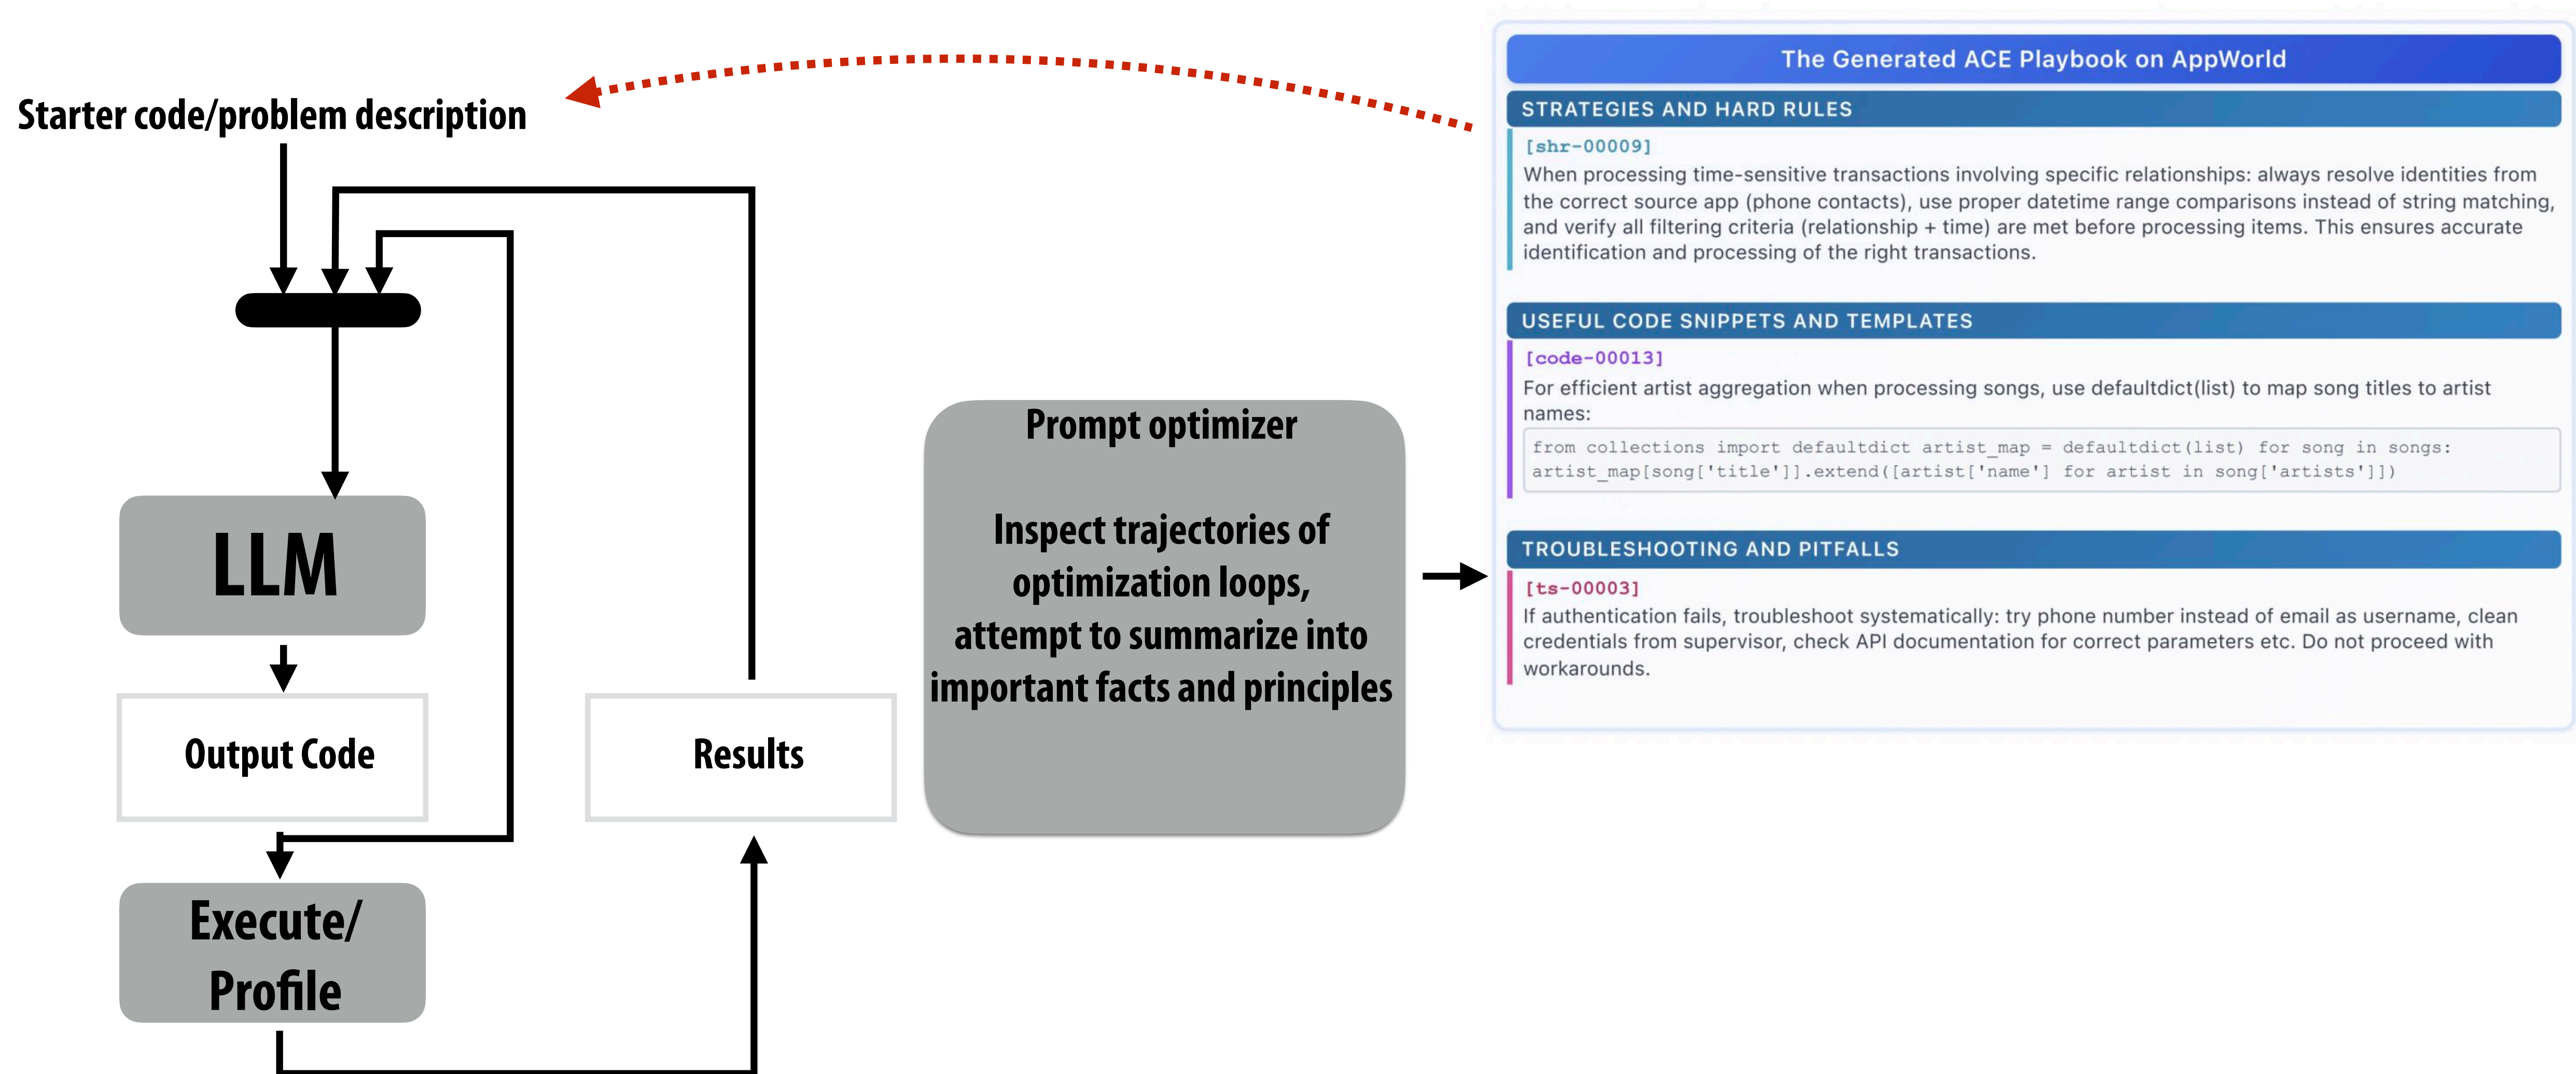 Starter code/problem description
LLM
Output Code
Execute/
Profile
Results
Prompt optimizer
Inspect trajectories of
optimization loops,
attempt to summarize into
important facts and principles
The Generated ACE Playbook on AppWorld
STRATEGIES AND HARD RULES
[shr-00009]
When processing time-sensitive transactions involving specific relationships: always resolve identities from
the correct source app (phone contacts), use proper datetime range comparisons instead of string matching,
and verify all filtering criteria (relationship + time) are met before processing items. This ensures accurate
identification and processing of the right transactions.
USEFUL CODE SNIPPETS AND TEMPLATES
[code-00013]
For efficient artist aggregation when processing songs, use defaultdict(list) to map song titles to artist
names:
from collections import defaultdict artist_map = defaultdict(list) for song in songs:
artist_map[song['title']].extend([artist['name'] for artist in song['artists']])
TROUBLESHOOTING AND PITFALLS
[ts-00003]
If authentication fails, troubleshoot systematically: try phone number instead of email as username, clean
credentials from supervisor, check API documentation for correct parameters etc. Do not proceed with
workarounds.